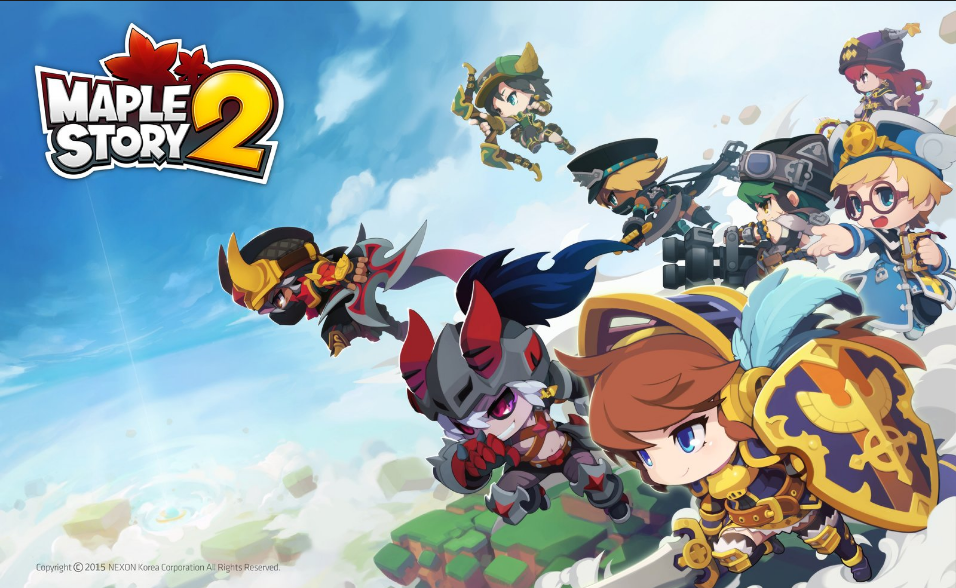 MAPLE
STORY 2
Copyright Ⓒ 2015 NEXON Korea Corporation All Rights Reserved.